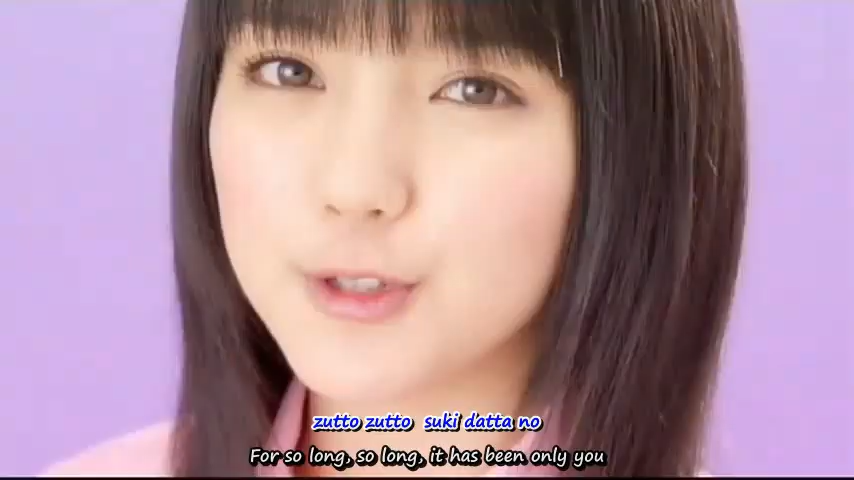 zutto zutto suki datta no
For so long, so long, it has been only you